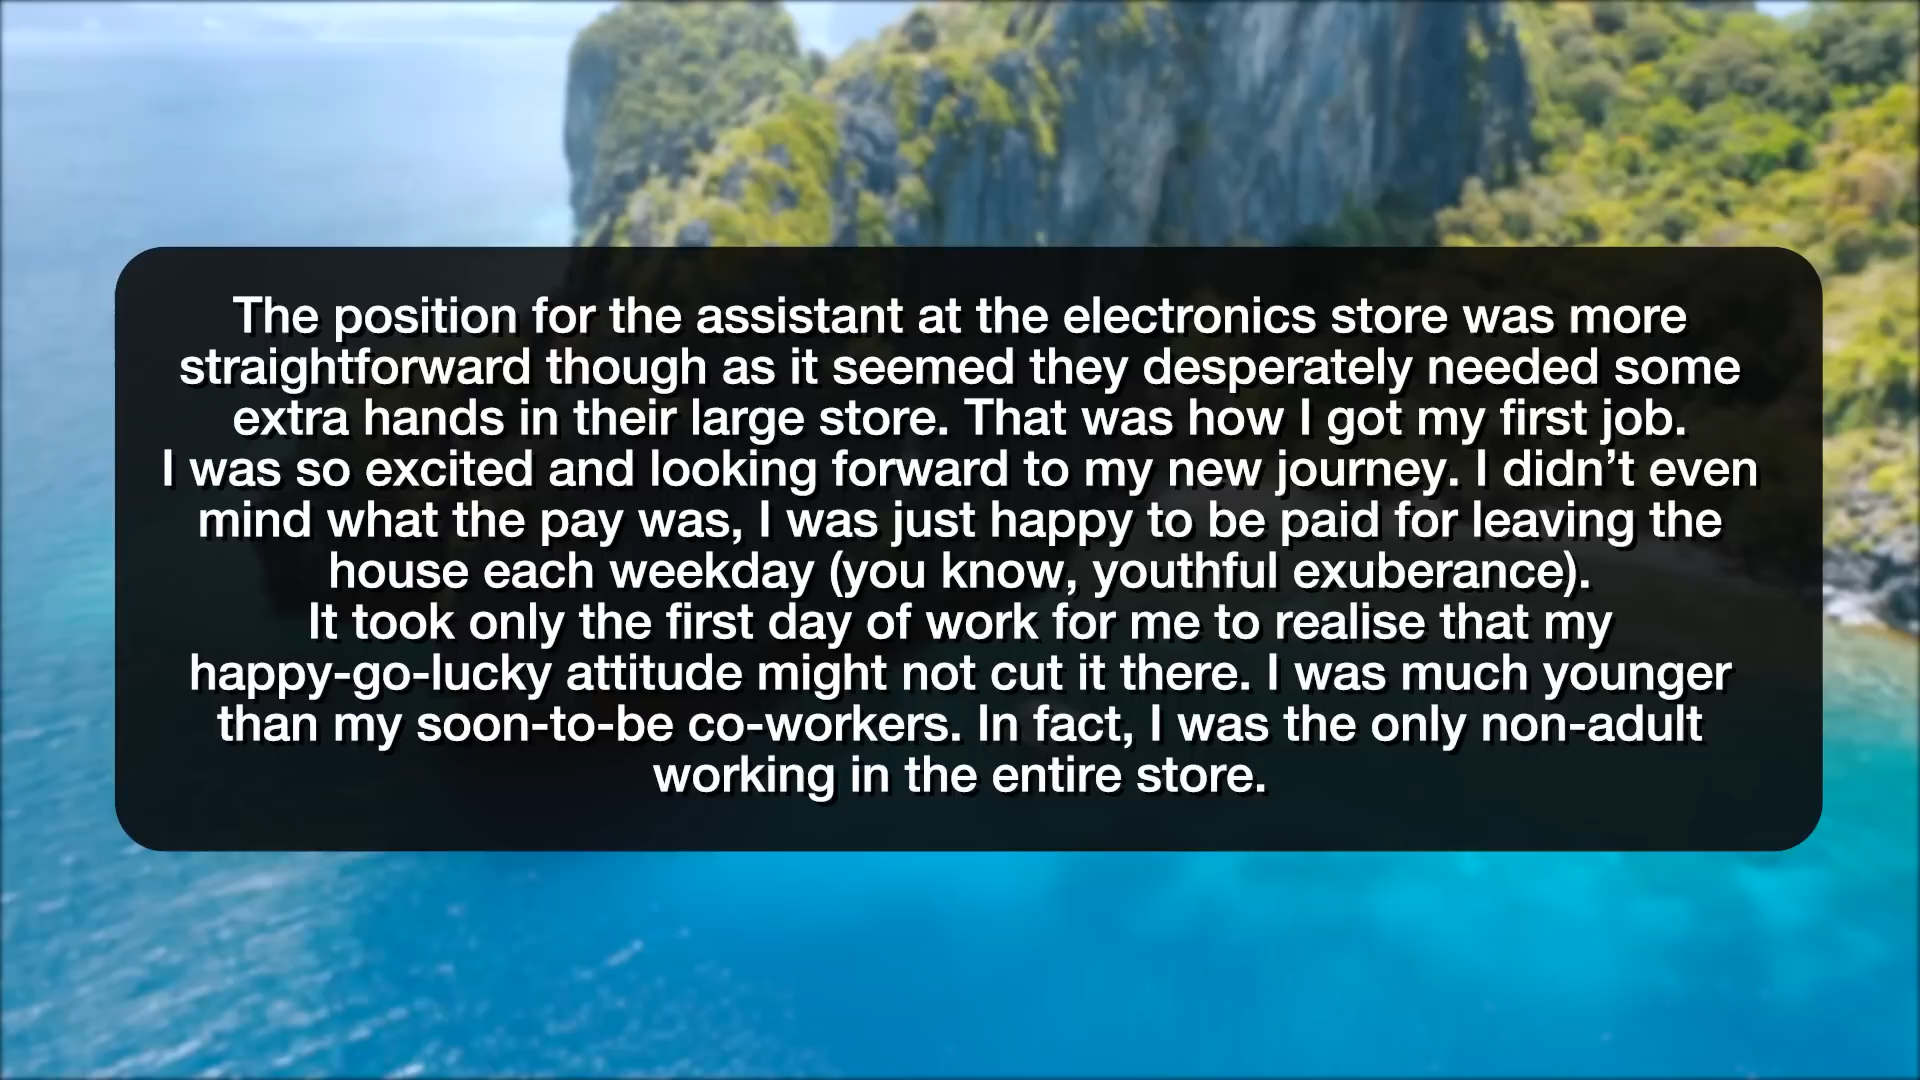 The position for the assistant at the electronics store was more
straightforward though as it seemed they desperately needed some
extra hands in their large store. That was how I got my first job.
I was so excited and looking forward to my new journey. I didn’t even
mind what the pay was, I was just happy to be paid for leaving the
house each weekday (you know, youthful exuberance).
It took only the first day of work for me to realise that my
happy-go-lucky attitude might not cut it there. I was much younger
than my soon-to-be co-workers. In fact, I was the only non-adult
working in the entire store.